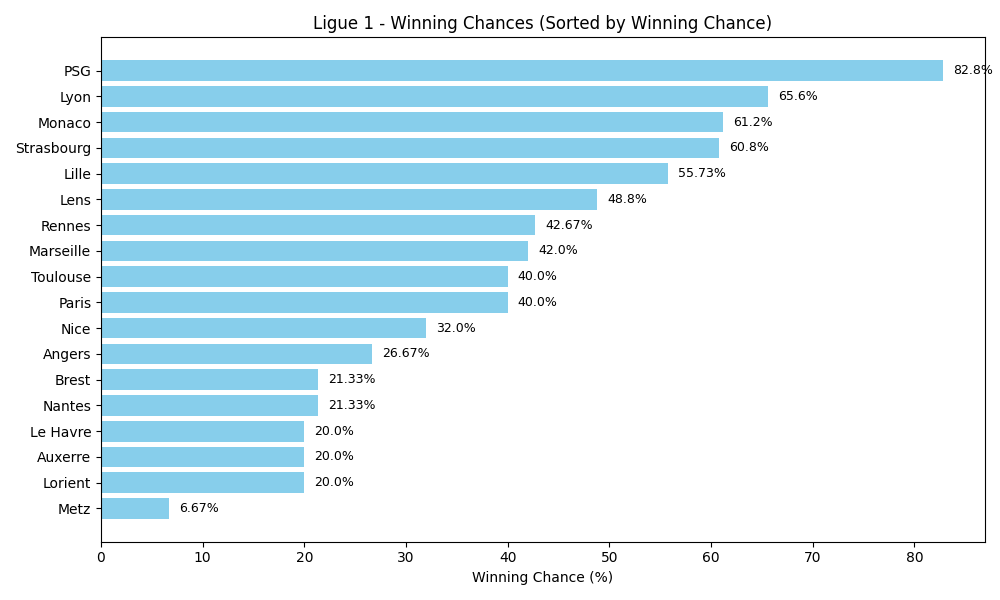 Ligue 1 - Winning Chances (Sorted by Winning Chance)
PSG 82.8%
Lyon 65.6%
Monaco 61.2%
Strasbourg 60.8%
Lille 55.73%
Lens 48.8%
Rennes 42.67%
Marseille 42.0%
Toulouse 40.0%
Paris 40.0%
Nice 32.0%
Angers 26.67%
Brest 21.33%
Nantes 21.33%
Le Havre 20.0%
Auxerre 20.0%
Lorient 20.0%
Metz 6.67%
0 10 20 30 40 50 60 70 80
Winning Chance (%)